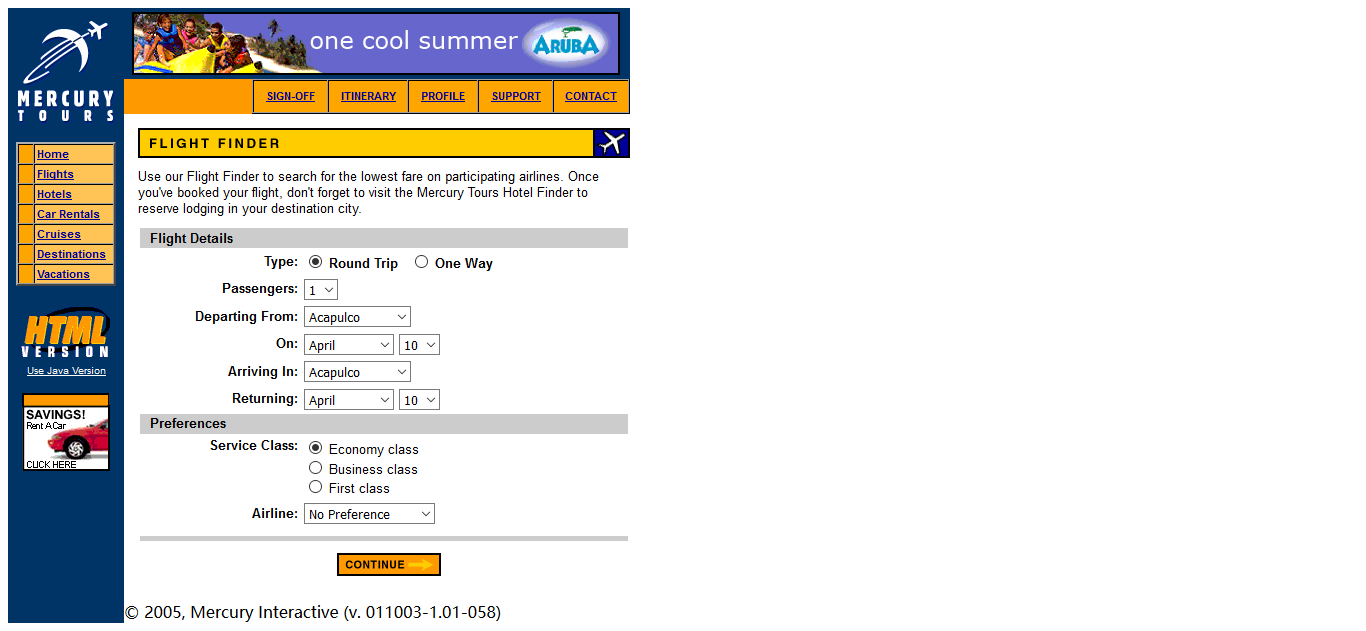 MERCURY
TOURS
one cool summer ARUBA
SIGN-OFF ITINERARY PROFILE SUPPORT CONTACT
Home
Flights
Hotels
Car Rentals
Cruises
Destinations
Vacations
HTML
VERSION
Use Java Version
SAVINGS!
Rent A Car
CLICK HERE
FLIGHT FINDER
Use our Flight Finder to search for the lowest fare on participating airlines. Once
you've booked your flight, don't forget to visit the Mercury Tours Hotel Finder to
reserve lodging in your destination city.
Flight Details
Type: Round Trip One Way
Passengers: 1
Departing From: Acapulco
On: April 10
Arriving In: Acapulco
Returning: April 10
Preferences
Service Class: Economy class
Business class
First class
Airline: No Preference
CONTINUE
© 2005, Mercury Interactive (v. 011003-1.01-058)